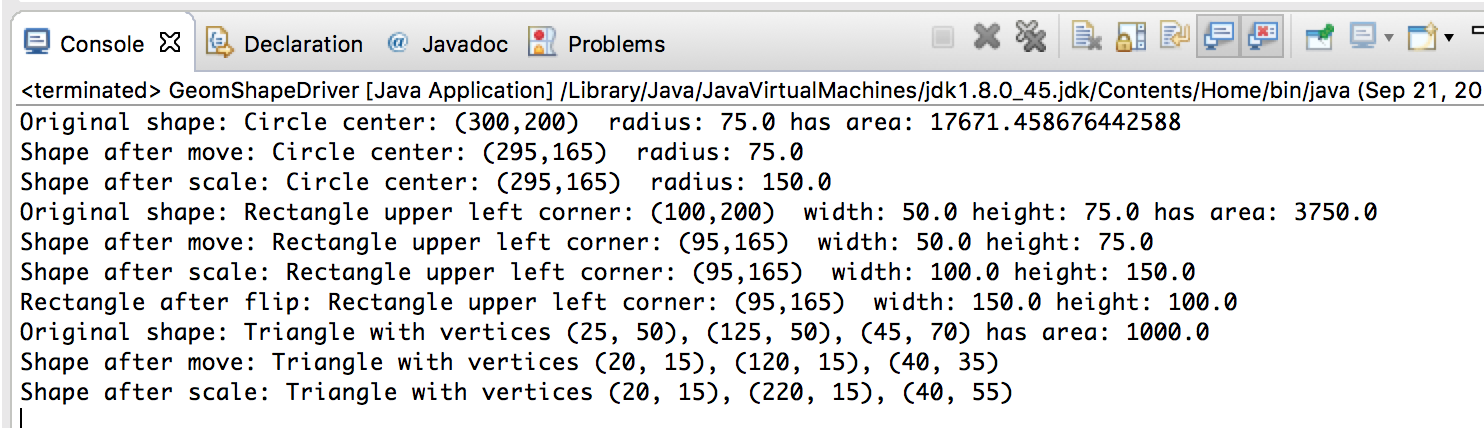 Console Declaration @ Javadoc Problems
<terminated> GeomShapeDriver [Java Application] /Library/Java/JavaVirtualMachines/jdk1.8.0_45.jdk/Contents/Home/bin/java (Sep 21, 20
Original shape: Circle center: (300,200)  radius: 75.0 has area: 17671.458676442588
Shape after move: Circle center: (295,165)  radius: 75.0
Shape after scale: Circle center: (295,165)  radius: 150.0
Original shape: Rectangle upper left corner: (100,200)  width: 50.0 height: 75.0 has area: 3750.0
Shape after move: Rectangle upper left corner: (95,165)  width: 50.0 height: 75.0
Shape after scale: Rectangle upper left corner: (95,165)  width: 100.0 height: 150.0
Rectangle after flip: Rectangle upper left corner: (95,165)  width: 150.0 height: 100.0
Original shape: Triangle with vertices (25, 50), (125, 50), (45, 70) has area: 1000.0
Shape after move: Triangle with vertices (20, 15), (120, 15), (40, 35)
Shape after scale: Triangle with vertices (20, 15), (220, 15), (40, 55)